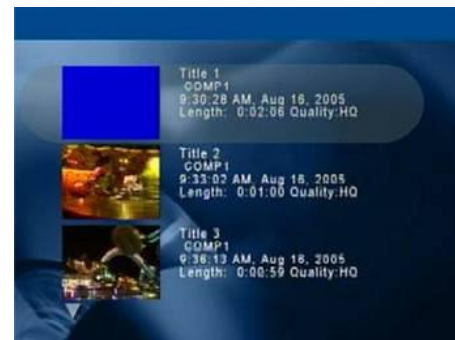 Title 1
COMP1
9:30:28 AM, Aug 16, 2005
Length: 0:02:06 Quality:HQ
Title 2
COMP1
9:33:02 AM, Aug 16, 2005
Length: 0:01:00 Quality:HQ
Title 3
COMP1
9:36:13 AM, Aug 16, 2005
Length: 0:00:59 Quality:HQ